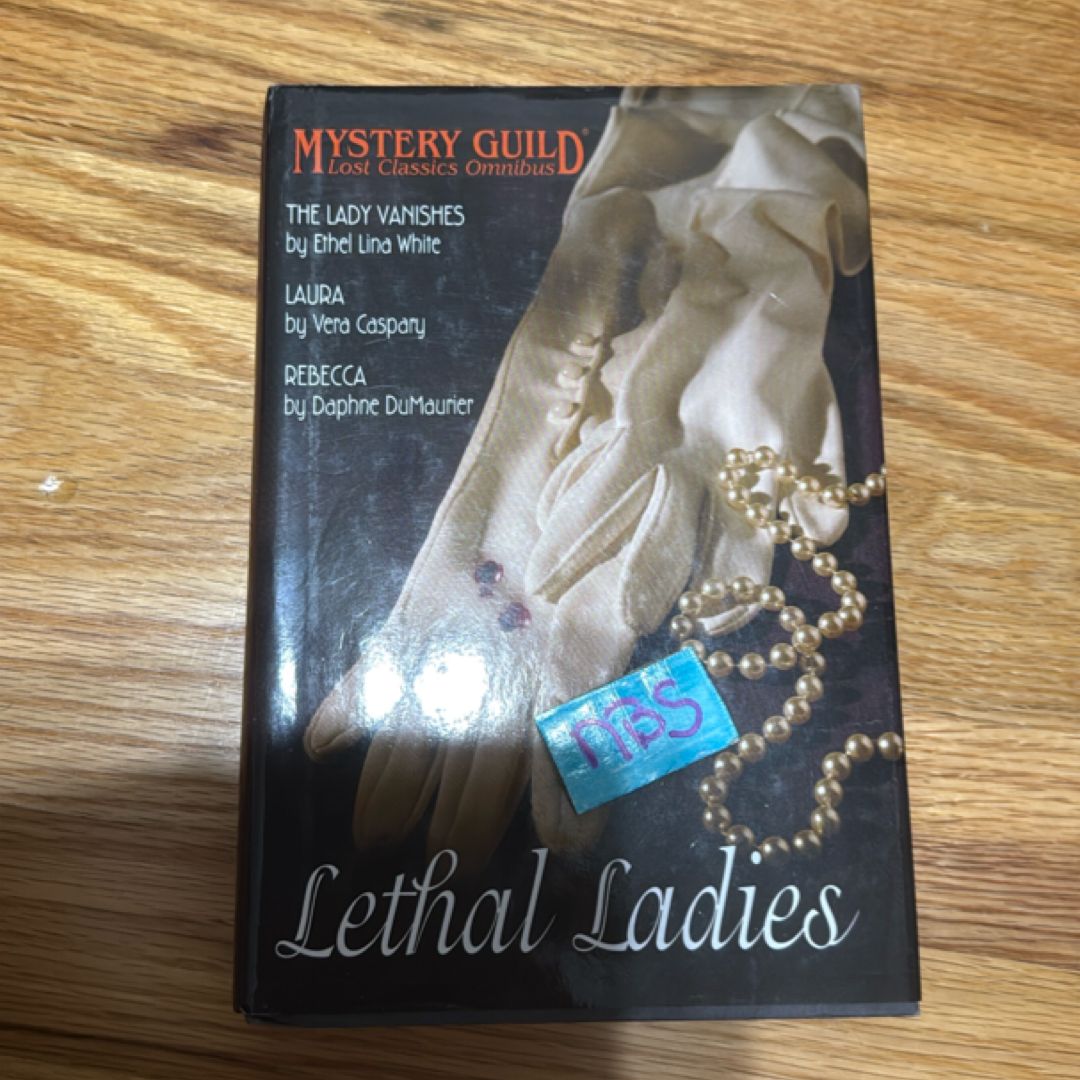 MYSTERY GUILD®
Lost Classics Omnibus
THE LADY VANISHES
by Ethel Lina White
LAURA
by Vera Caspary
REBECCA
by Daphne DuMaurier
MBS
Lethal Ladies